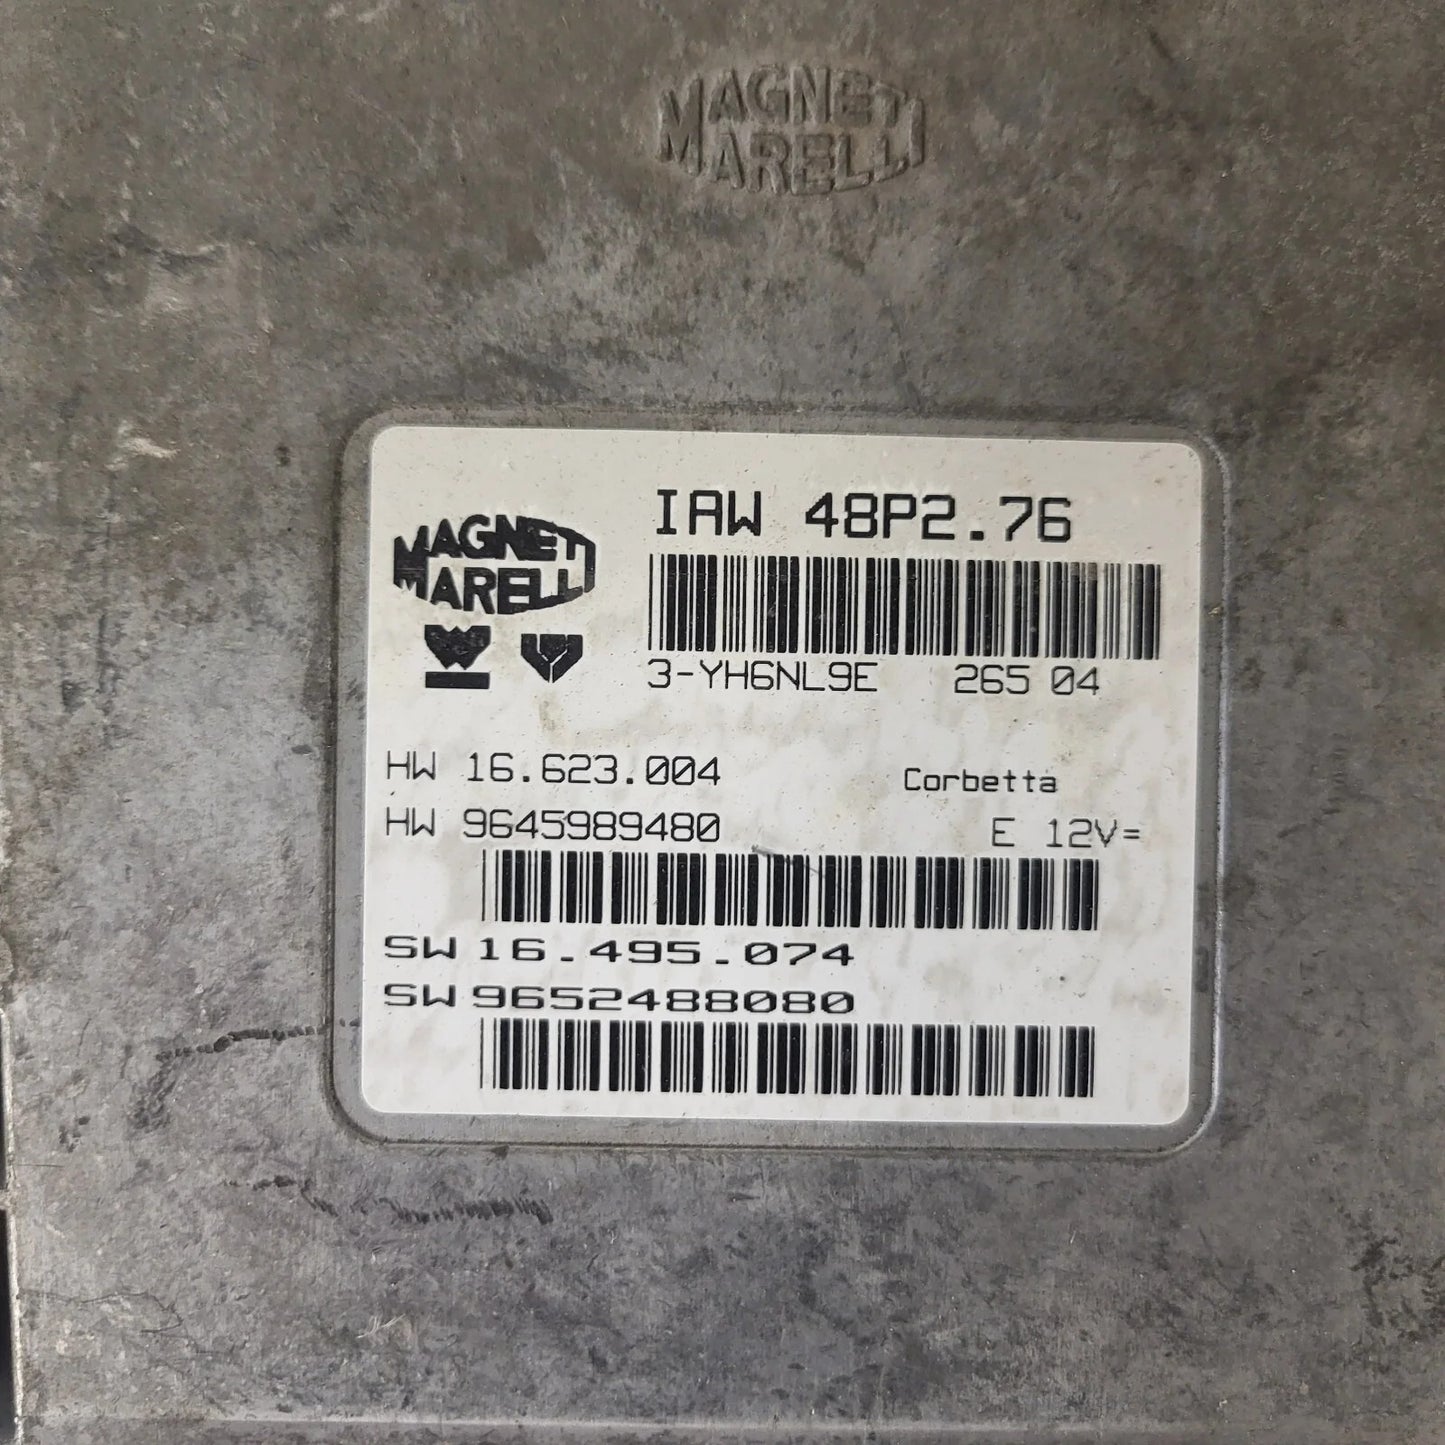 MAGNETI
MARELLI
IAW 48P2.76
MAGNETI
MARELLI
3-YH6NL9E 265 04
HW 16.623.004
Corbetta
HW 9645989480
E 12V=
SW 16.495.074
SW 9652488080